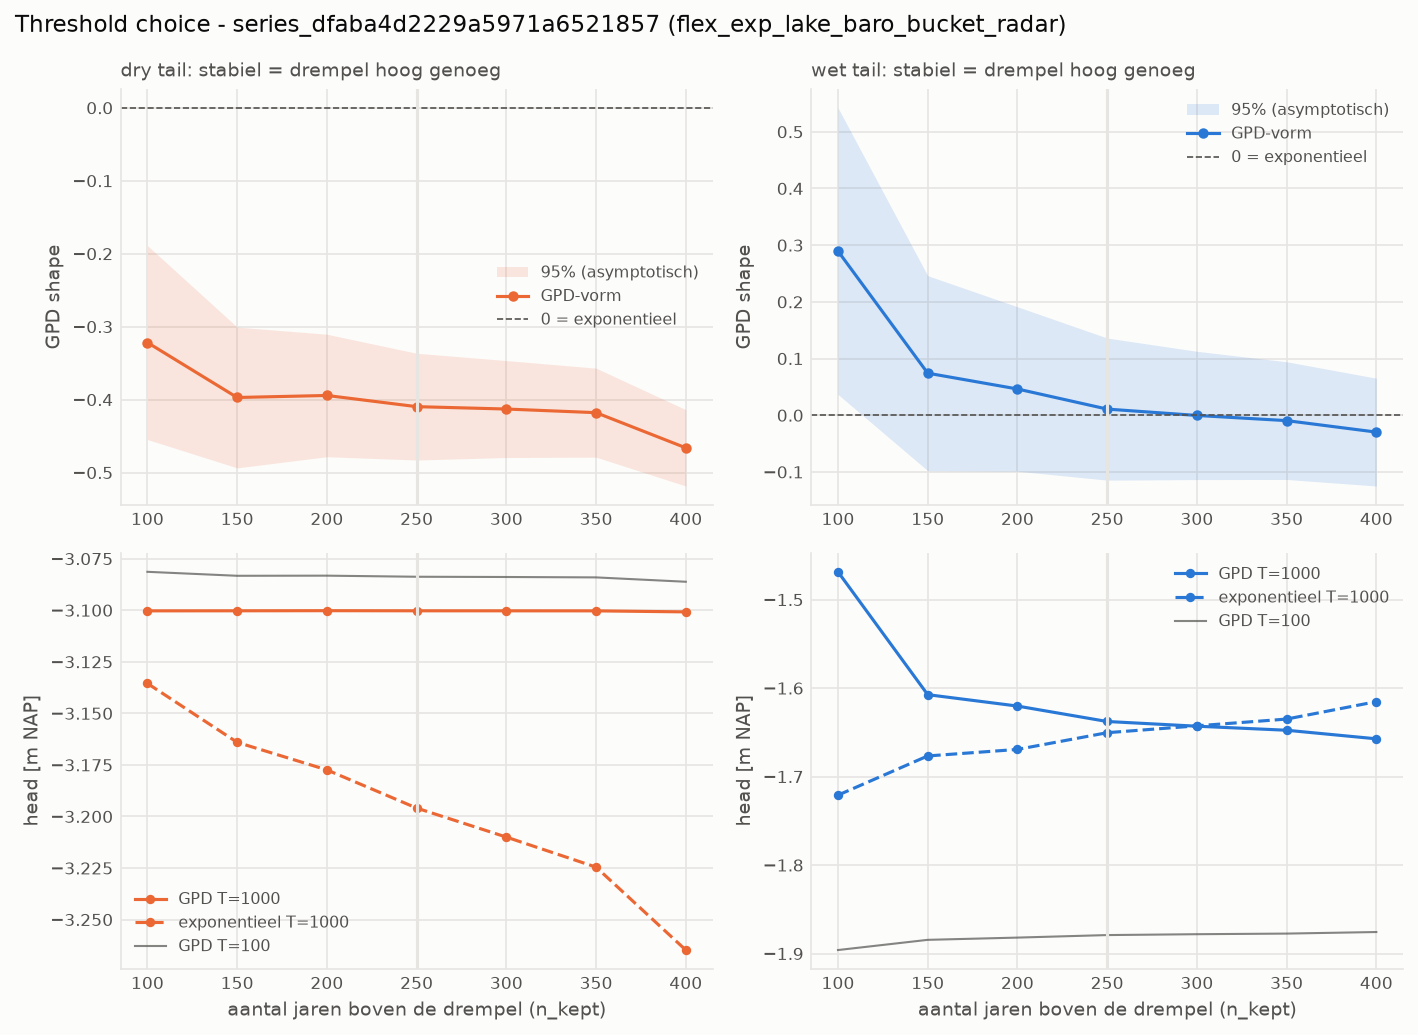 Threshold choice - series_dfaba4d2229a5971a6521857 (flex_exp_lake_baro_bucket_radar)
dry tail: stabiel = drempel hoog genoeg
GPD shape
0.0
−0.1
−0.2
−0.3
−0.4
−0.5
95% (asymptotisch)
GPD-vorm
0 = exponentieel
100 150 200 250 300 350 400
wet tail: stabiel = drempel hoog genoeg
GPD shape
0.5
0.4
0.3
0.2
0.1
0.0
−0.1
95% (asymptotisch)
GPD-vorm
0 = exponentieel
100 150 200 250 300 350 400
head [m NAP]
−3.075
−3.100
−3.125
−3.150
−3.175
−3.200
−3.225
−3.250
GPD T=1000
exponentieel T=1000
GPD T=100
100 150 200 250 300 350 400
aantal jaren boven de drempel (n_kept)
head [m NAP]
−1.5
−1.6
−1.7
−1.8
−1.9
GPD T=1000
exponentieel T=1000
GPD T=100
100 150 200 250 300 350 400
aantal jaren boven de drempel (n_kept)